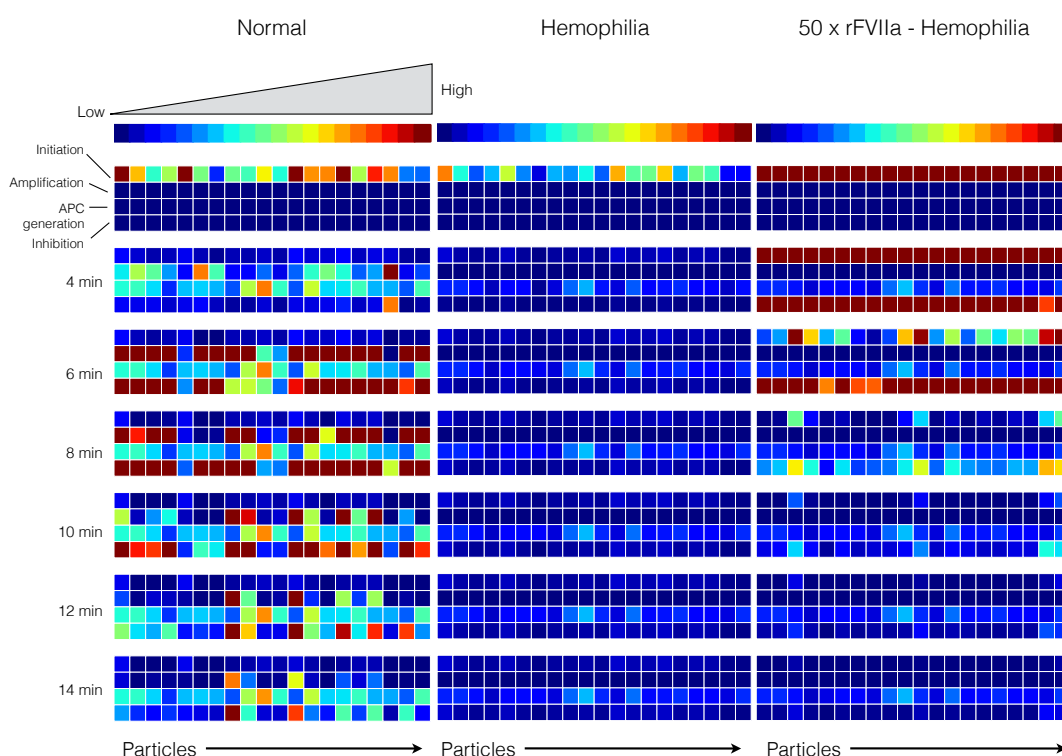 Normal
Hemophilia
50 x rFVIIa - Hemophilia
Low
High
Initiation
Amplification
APC
generation
Inhibition
4 min
6 min
8 min
10 min
12 min
14 min
Particles
Particles
Particles